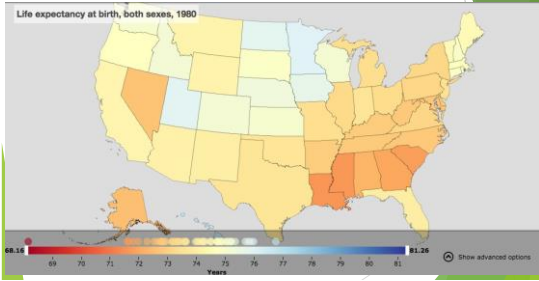 Life expectancy at birth, both sexes, 1980
68.16
81.26
69 70 71 72 73 74 75 76 77 78 79 80 81
Years
Show advanced options